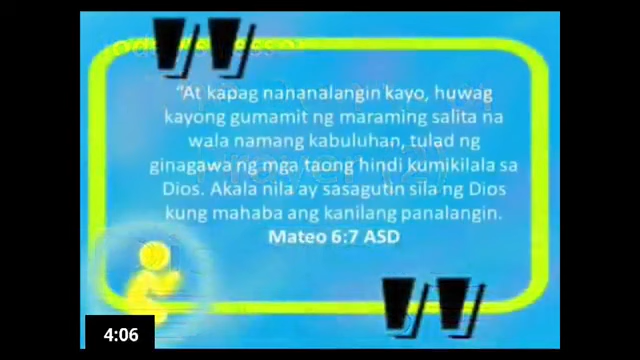 “At kapag nananalangin kayo, huwag
kayong gumamit ng maraming salita na
wala namang kabuluhan, tulad ng
ginagawa ng mga taong hindi kumikilala sa
Dios. Akala nila ay sasagutin sila ng Dios
kung mahaba ang kanilang panalangin.
Mateo 6:7 ASD
4:06